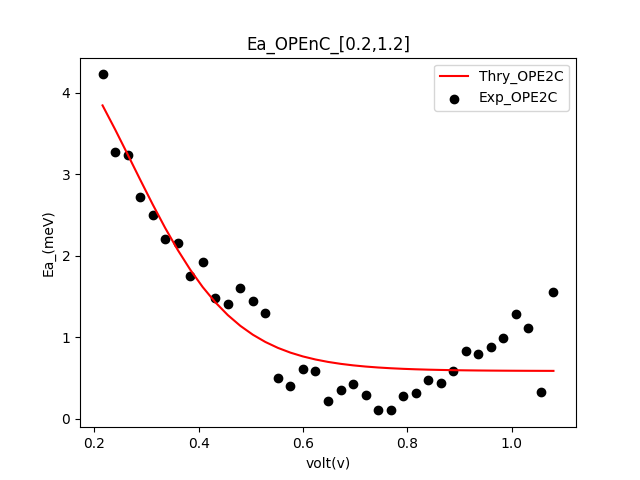 Ea_OPEnC_[0.2,1.2]
Thry_OPE2C
Exp_OPE2C
Ea_(meV)
4
3
2
1
0
0.2
0.4
0.6
0.8
1.0
volt(v)